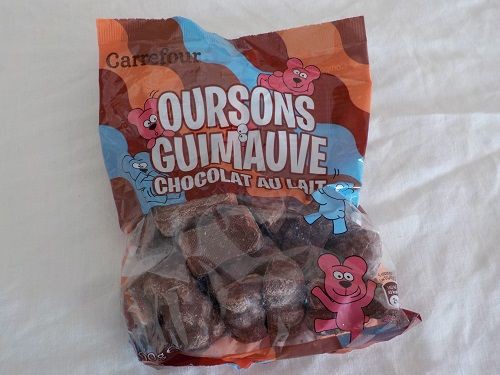 Carrefour
OURSONS
GUIMAUVE
CHOCOLAT AU LAIT